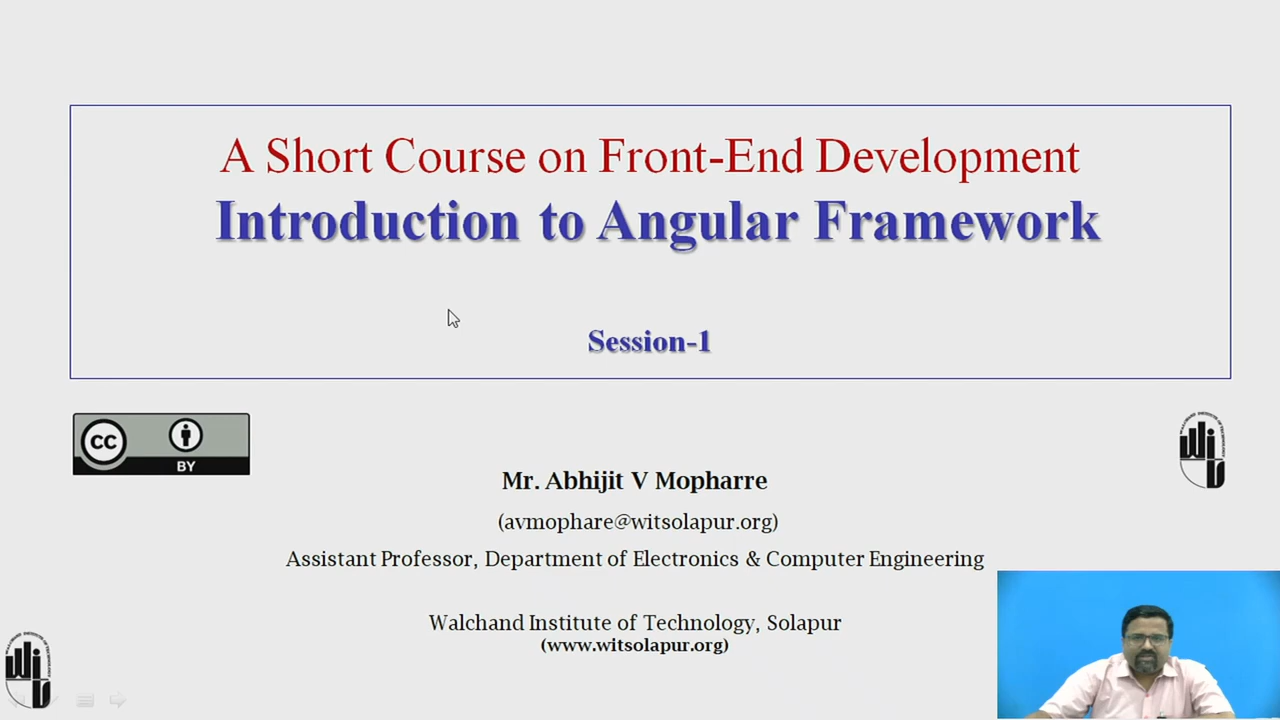 A Short Course on Front-End Development
Introduction to Angular Framework
Session-1
CC
BY
Mr. Abhijit V Mopharre
(avmophare@witsolapur.org)
Assistant Professor, Department of Electronics & Computer Engineering
Walchand Institute of Technology, Solapur
(www.witsolapur.org)